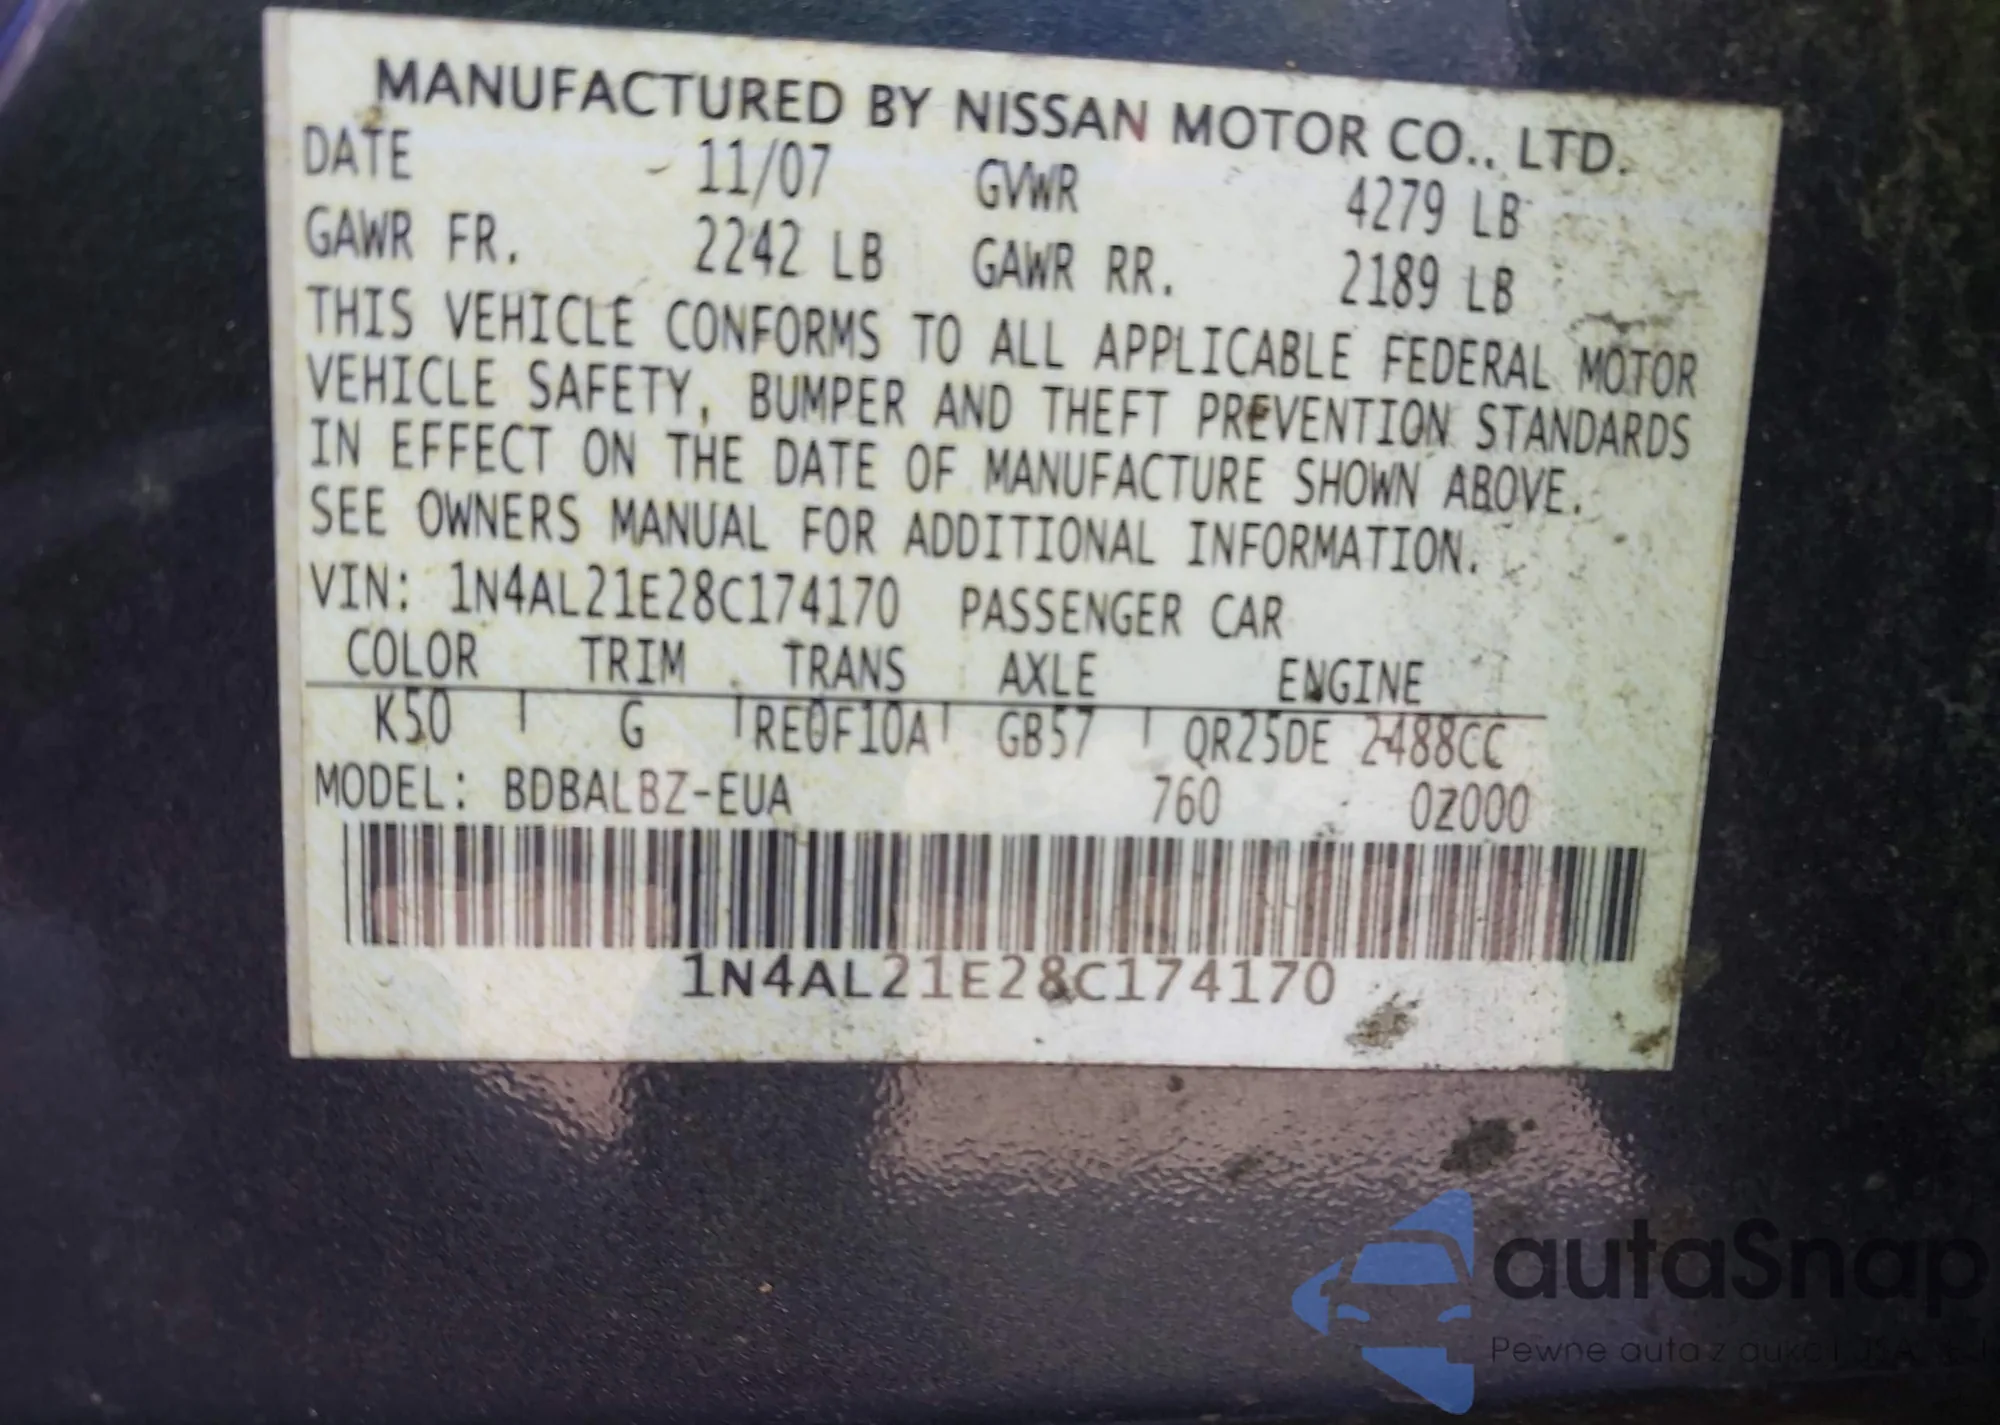 MANUFACTURED BY NISSAN MOTOR CO., LTD.
DATE 11/07 GVWR 4279 LB
GAWR FR. 2242 LB GAWR RR. 2189 LB
THIS VEHICLE CONFORMS TO ALL APPLICABLE FEDERAL MOTOR
VEHICLE SAFETY, BUMPER AND THEFT PREVENTION STANDARDS
IN EFFECT ON THE DATE OF MANUFACTURE SHOWN ABOVE.
SEE OWNERS MANUAL FOR ADDITIONAL INFORMATION.
VIN: 1N4AL21E28C174170 PASSENGER CAR
COLOR TRIM TRANS AXLE ENGINE
K50 G RE0F10A GB57 QR25DE 2488CC
MODEL: BDBALBZ-EUA 760 0Z000
1N4AL21E28C174170
autaSnap
Pewne auta z